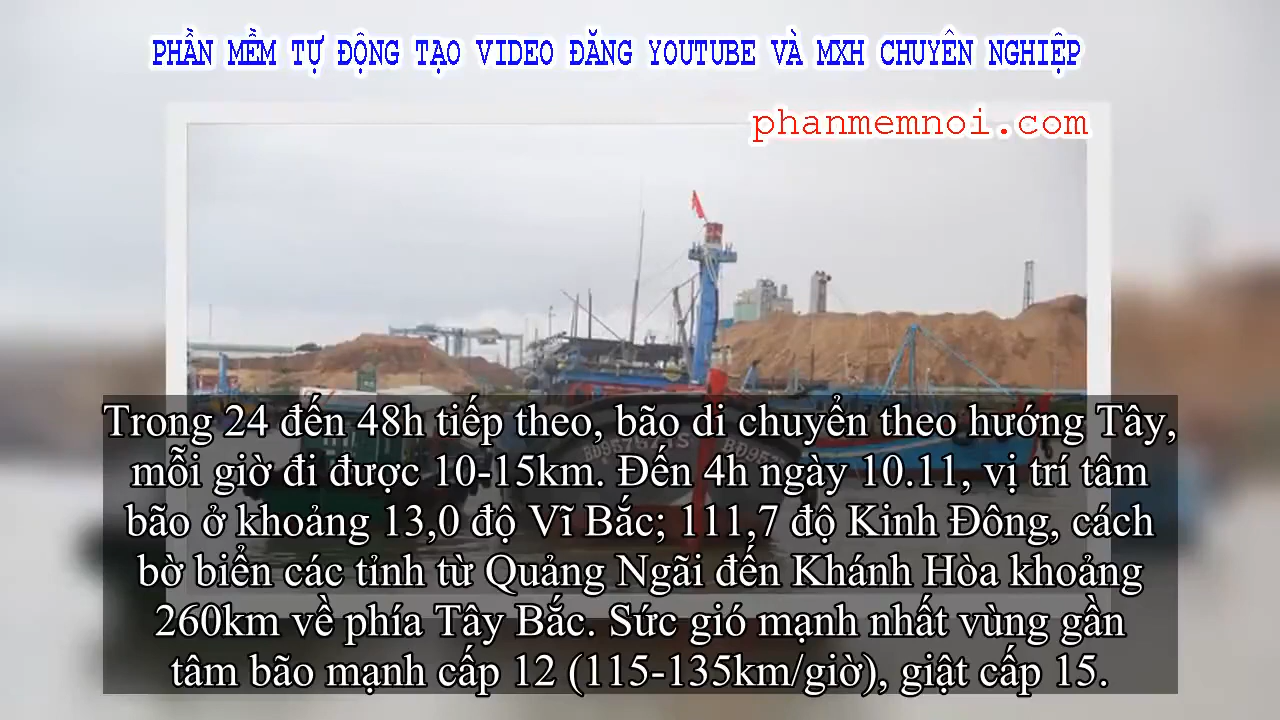 PHẦN MỀM TỰ ĐỘNG TẠO VIDEO ĐĂNG YOUTUBE VÀ MXH CHUYÊN NGHIỆP
phanmemnoi.com
Trong 24 đến 48h tiếp theo, bão di chuyển theo hướng Tây,
mỗi giờ đi được 10-15km. Đến 4h ngày 10.11, vị trí tâm
bão ở khoảng 13,0 độ Vĩ Bắc; 111,7 độ Kinh Đông, cách
bờ biển các tỉnh từ Quảng Ngãi đến Khánh Hòa khoảng
260km về phía Tây Bắc. Sức gió mạnh nhất vùng gần
tâm bão mạnh cấp 12 (115-135km/giờ), giật cấp 15.